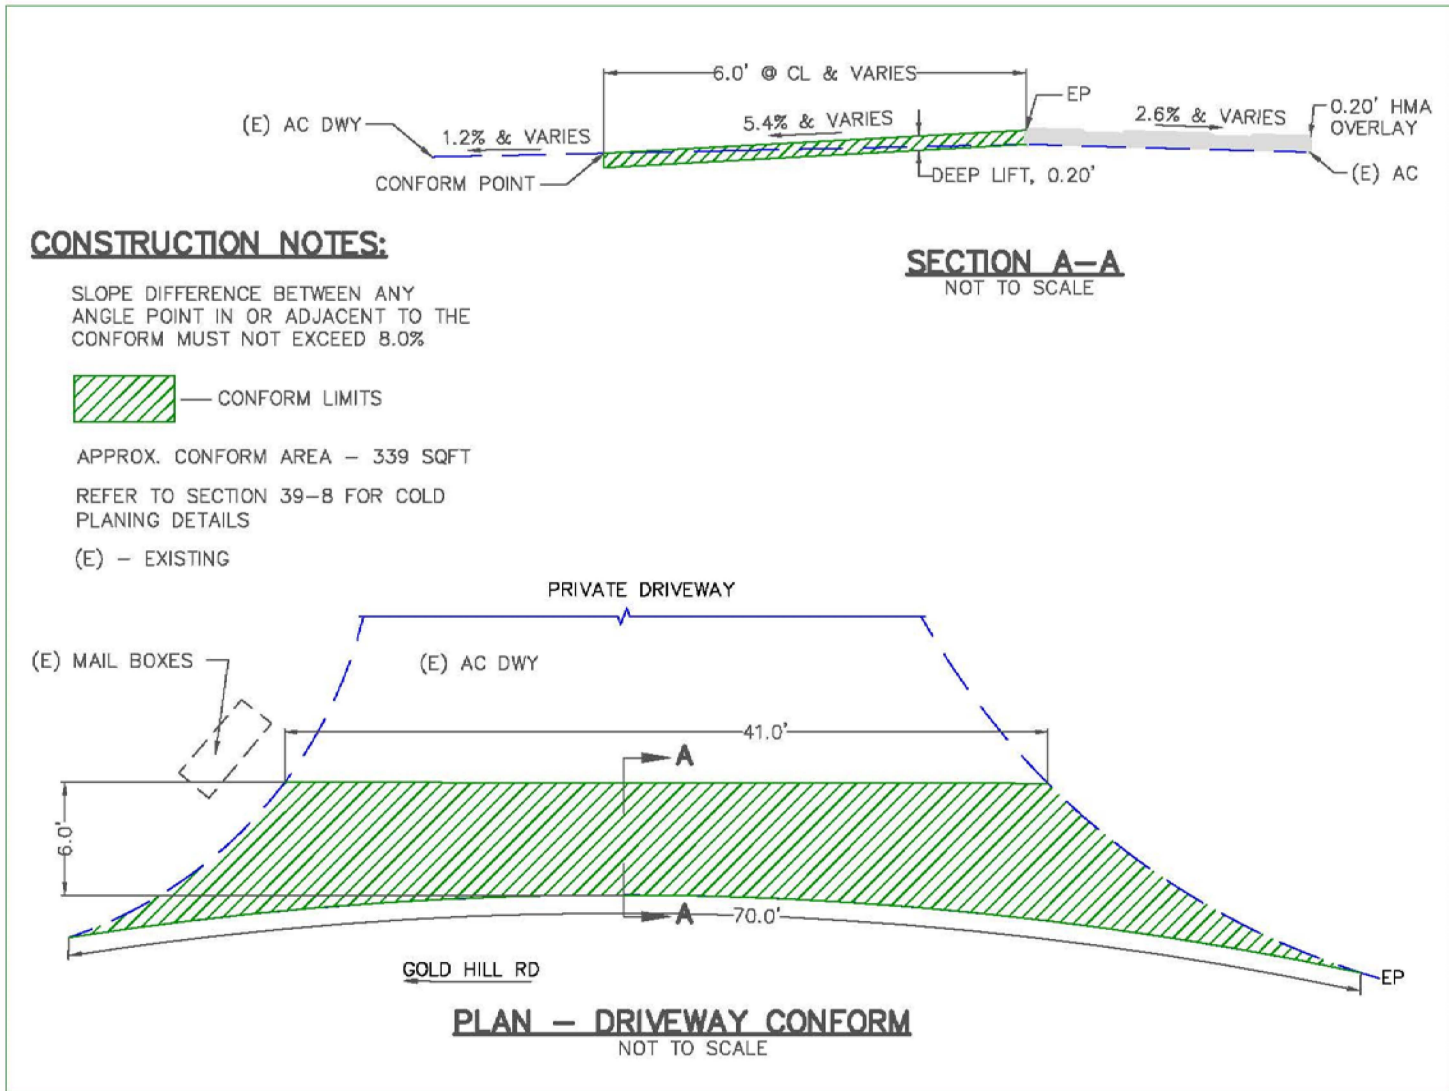 6.0' @ CL & VARIES
EP
(E) AC DWY
1.2% & VARIES
5.4% & VARIES
2.6% & VARIES
0.20' HMA
OVERLAY
CONFORM POINT
DEEP LIFT, 0.20'
(E) AC
CONSTRUCTION NOTES:
SECTION A-A
NOT TO SCALE
SLOPE DIFFERENCE BETWEEN ANY
ANGLE POINT IN OR ADJACENT TO THE
CONFORM MUST NOT EXCEED 8.0%
CONFORM LIMITS
APPROX. CONFORM AREA - 339 SQFT
REFER TO SECTION 39-8 FOR COLD
PLANING DETAILS
(E) - EXISTING
PRIVATE DRIVEWAY
(E) MAIL BOXES
(E) AC DWY
41.0'
A
6.0'
A
70.0'
GOLD HILL RD
EP
PLAN - DRIVEWAY CONFORM
NOT TO SCALE